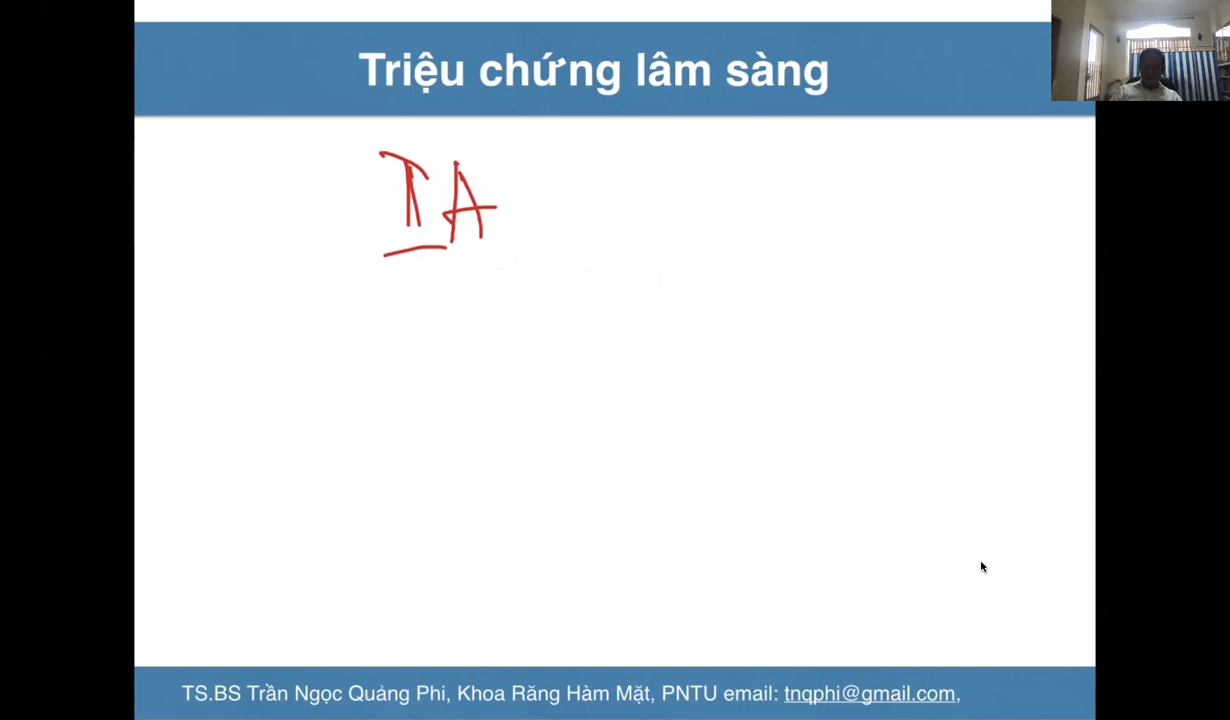 Triệu chứng lâm sàng
II A
TS.BS Trần Ngọc Quảng Phi, Khoa Răng Hàm Mặt, PNTU email: tnqphi@gmail.com,